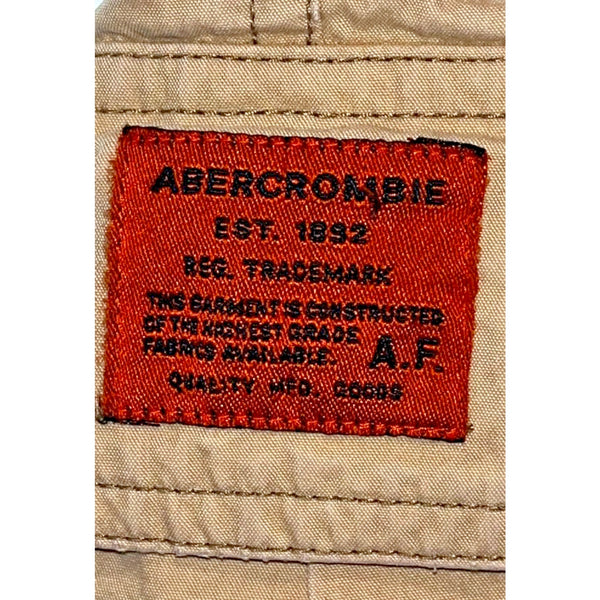 ABERCROMBIE
EST. 1892
REG. TRADEMARK
THIS GARMENT IS CONSTRUCTED
OF THE HIGHEST GRADE
FABRICS AVAILABLE. A.F.
QUALITY MFD. GOODS